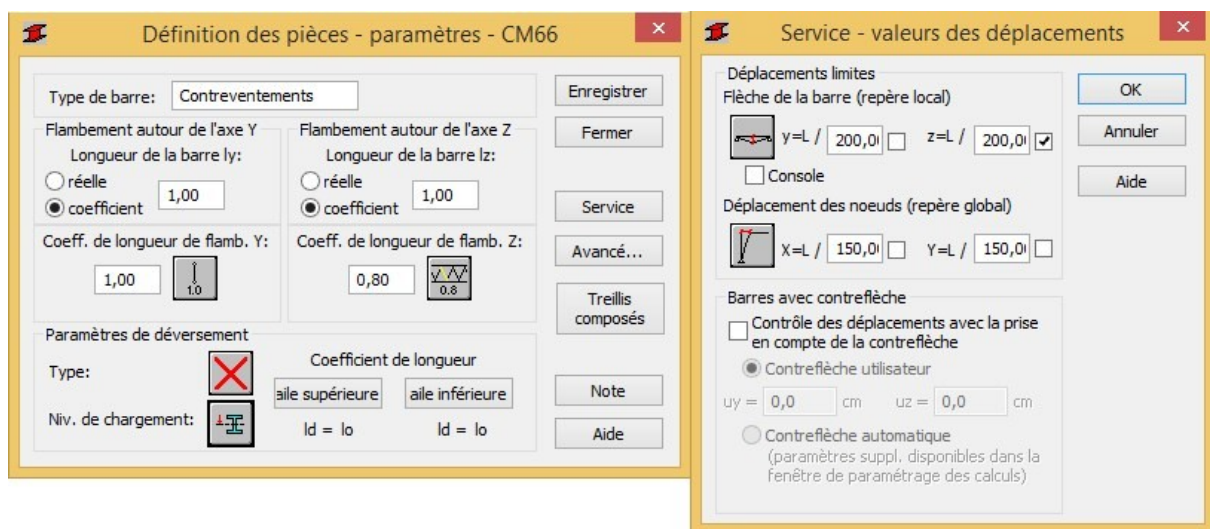 Définition des pièces - paramètres - CM66
Type de barre: Contreventements
Enregistrer
Flambement autour de l'axe Y
Flambement autour de l'axe Z
Fermer
Longueur de la barre ly:
Longueur de la barre lz:
réelle
coefficient
1,00
réelle
coefficient
1,00
Service
Coeff. de longueur de flamb. Y:
Coeff. de longueur de flamb. Z:
Avancé...
1,00
1.0
0,80
0.8
Treillis
composés
Paramètres de déversement
Type:
Coefficient de longueur
aile supérieure
aile inférieure
Note
Niv. de chargement:
ld = lo
ld = lo
Aide
Service - valeurs des déplacements
Déplacements limites
Flèche de la barre (repère local)
OK
y=L / 200,0
z=L / 200,0
Annuler
Console
Aide
Déplacement des noeuds (repère global)
X=L / 150,0
Y=L / 150,0
Barres avec contreflèche
Contrôle des déplacements avec la prise
en compte de la contreflèche
Contreflèche utilisateur
uy = 0,0 cm uz = 0,0 cm
Contreflèche automatique
(paramètres suppl. disponibles dans la
fenêtre de paramétrage des calculs)